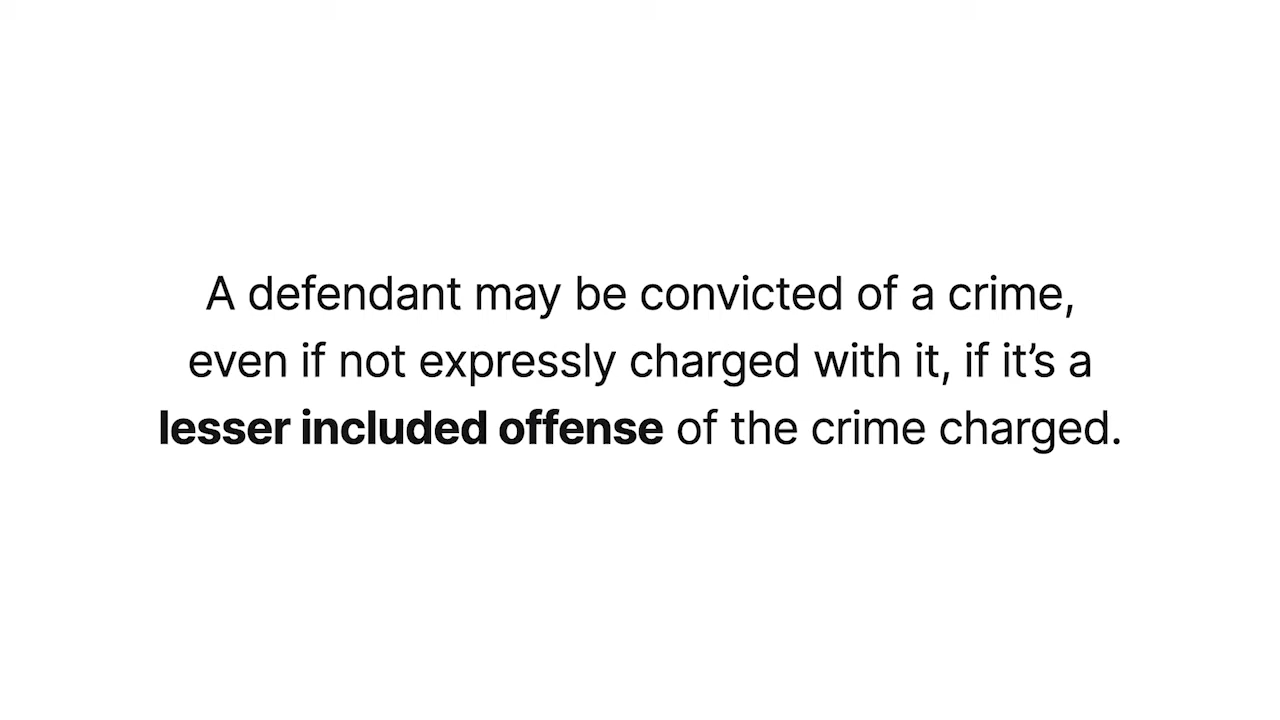 A defendant may be convicted of a crime,
even if not expressly charged with it, if it’s a
lesser included offense of the crime charged.